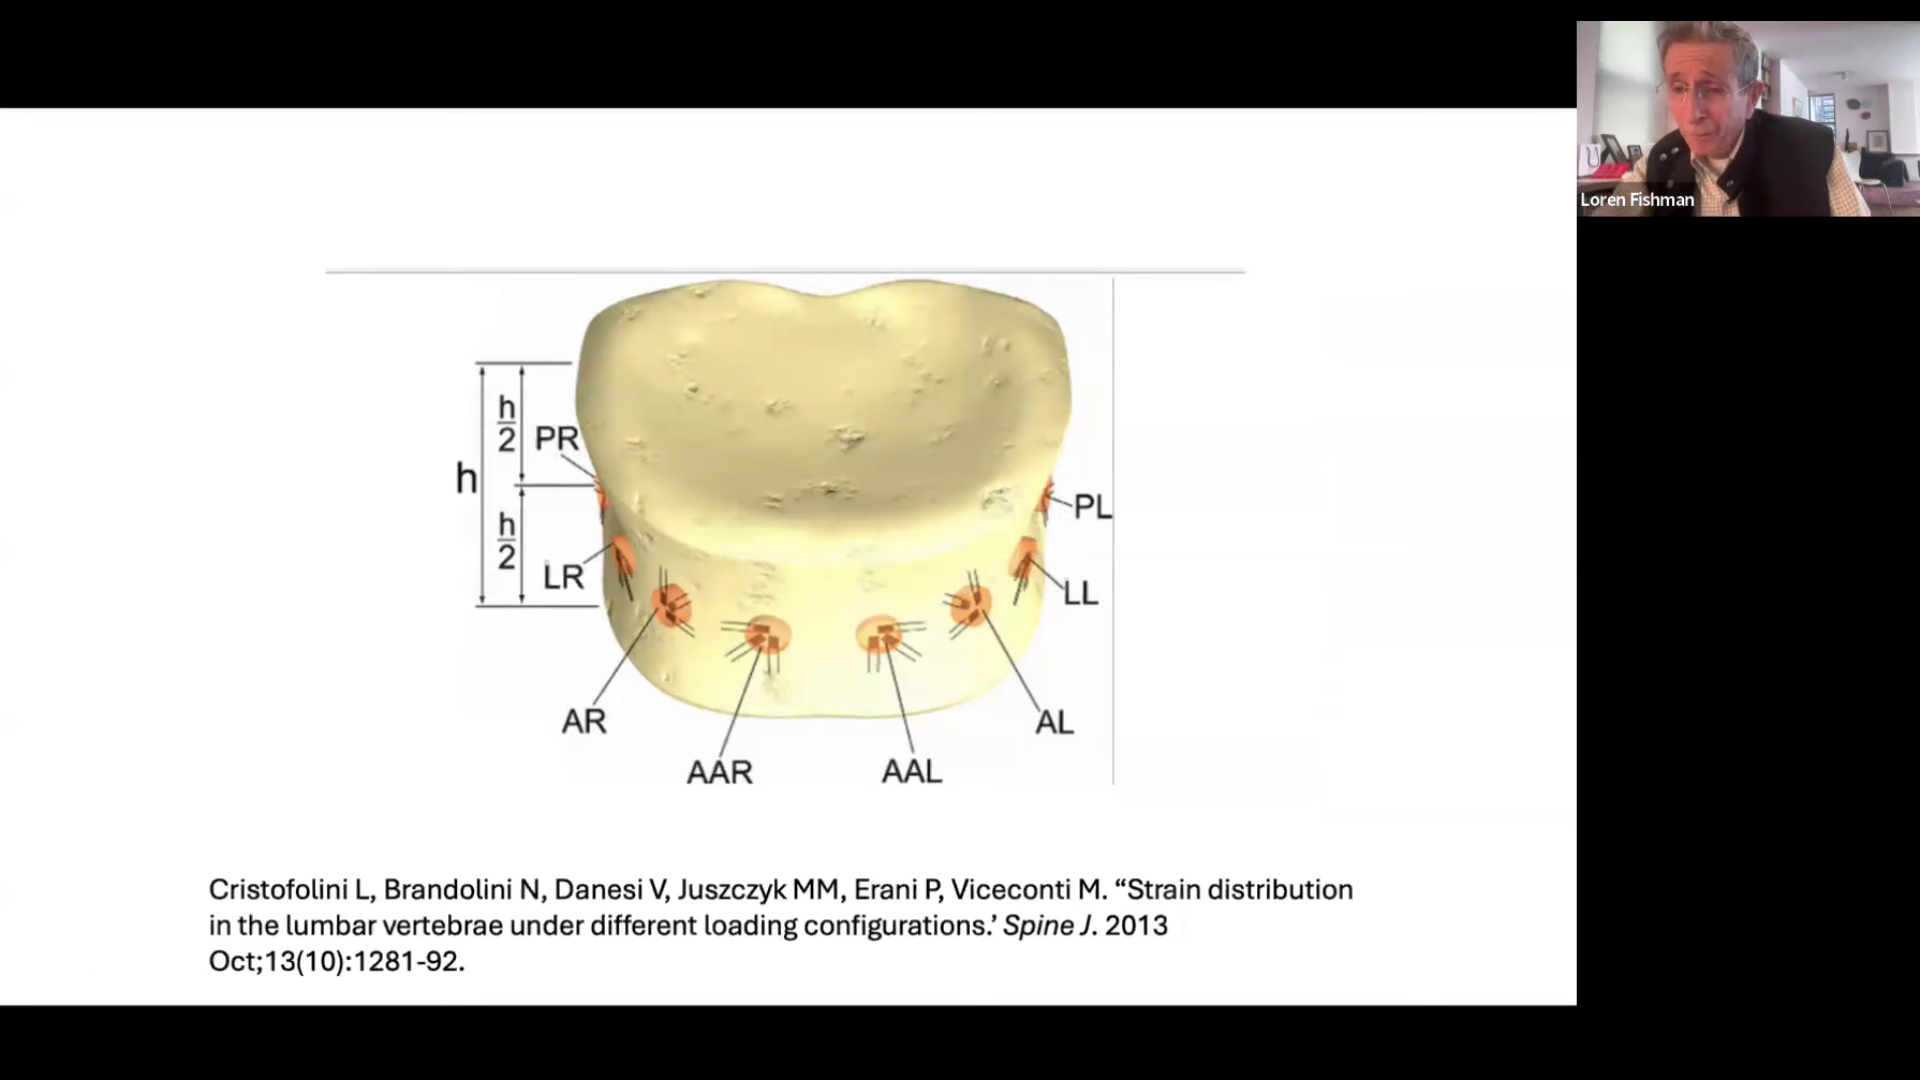 Loren Fishman
h
h
2
h
2
PR
PL
LR
LL
AR
AL
AAR
AAL
Cristofolini L, Brandolini N, Danesi V, Juszczyk MM, Erani P, Viceconti M. “Strain distribution
in the lumbar vertebrae under different loading configurations.’ Spine J. 2013
Oct;13(10):1281-92.